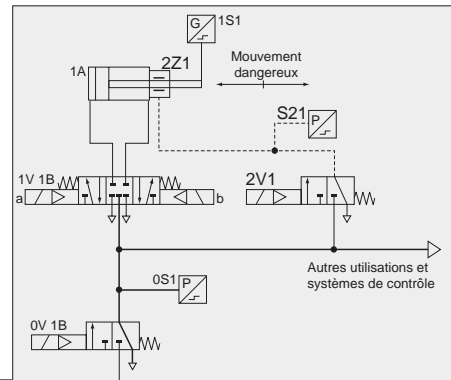 G
1S1
2Z1
1A
Mouvement
dangereux
S21
P
1V 1B
2V1
a
b
Autres utilisations et
systèmes de contrôle
0S1
P
0V 1B